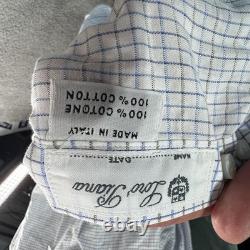 Loro Piana
NAME DATE
MADE IN ITALY
100% COTONE
100% COTTON